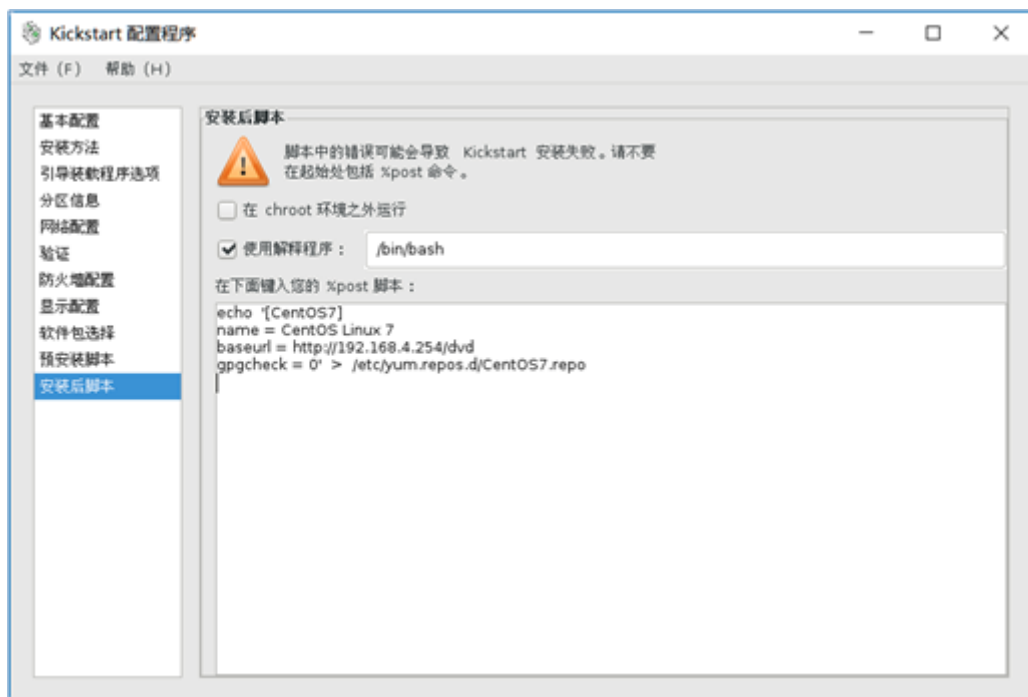 Kickstart 配置程序
文件 (F) 帮助 (H)
基本配置
安装方法
引导装载程序选项
分区信息
网络配置
验证
防火墙配置
显示配置
软件包选择
预安装脚本
安装后脚本
安装后脚本
脚本中的错误可能会导致 Kickstart 安装失败。请不要
在起始处包括 %post 命令。
在 chroot 环境之外运行
使用解释程序： /bin/bash
在下面键入您的 %post 脚本：
echo '[CentOS7]
name = CentOS Linux 7
baseurl = http://192.168.4.254/dvd
gpgcheck = 0' > /etc/yum.repos.d/CentOS7.repo